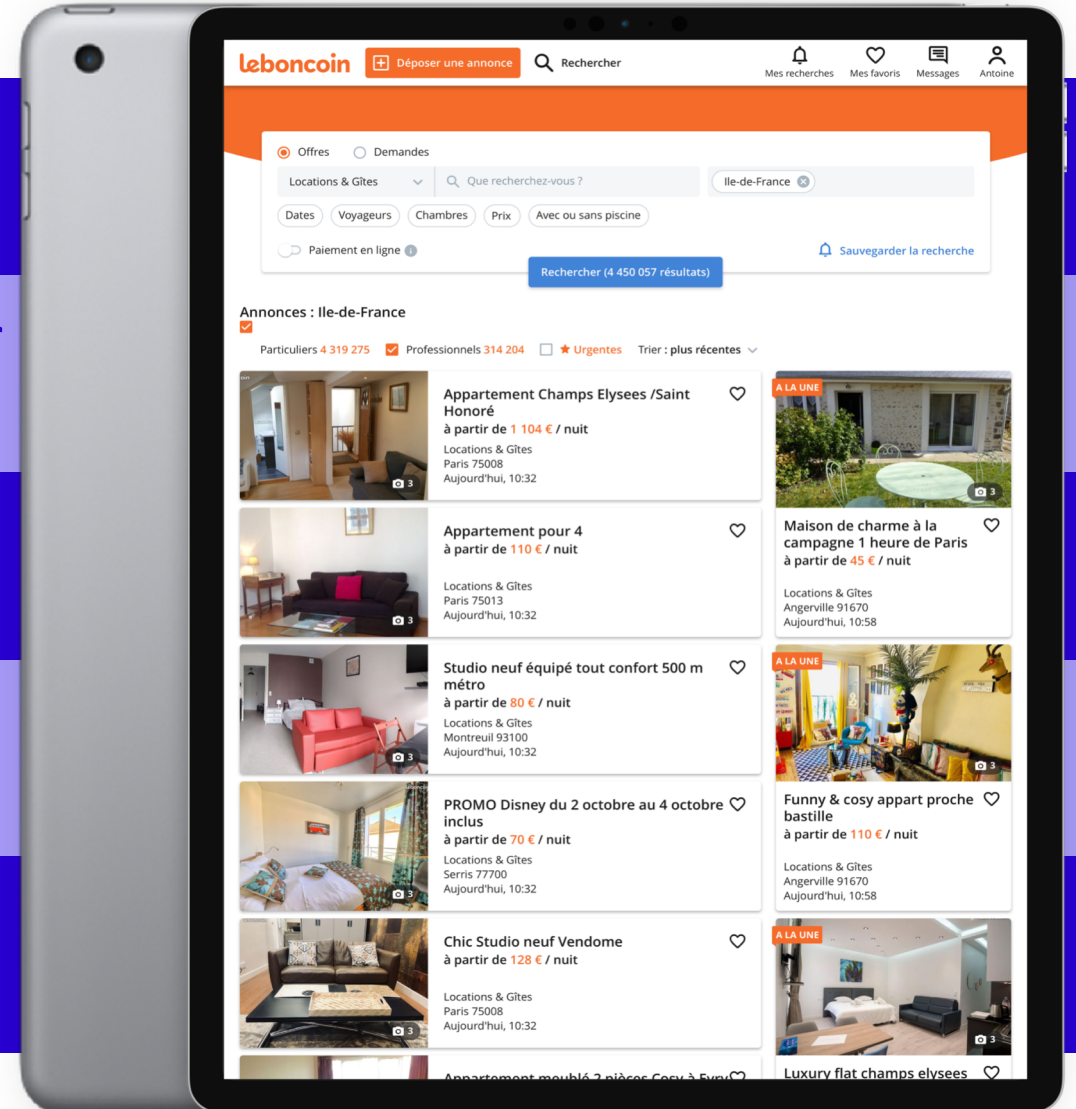 leboncoin
Déposer une annonce
Rechercher
Mes recherches
Mes favoris
Messages
Antoine
Offres
Demandes
Locations & Gîtes
Que recherchez-vous ?
Ile-de-France
Dates
Voyageurs
Chambres
Prix
Avec ou sans piscine
Paiement en ligne
Sauvegarder la recherche
Rechercher (4 450 057 résultats)
Annonces : Ile-de-France
Particuliers 4 319 275
Professionnels 314 204
Urgentes
Trier : plus récentes
3
Appartement Champs Elysees /Saint
Honoré
à partir de 1 104 € / nuit
Locations & Gîtes
Paris 75008
Aujourd'hui, 10:32
3
Appartement pour 4
à partir de 110 € / nuit
Locations & Gîtes
Paris 75013
Aujourd'hui, 10:32
3
Studio neuf équipé tout confort 500 m
métro
à partir de 80 € / nuit
Locations & Gîtes
Montreuil 93100
Aujourd'hui, 10:32
3
PROMO Disney du 2 octobre au 4 octobre
inclus
à partir de 70 € / nuit
Locations & Gîtes
Serris 77700
Aujourd'hui, 10:32
3
Chic Studio neuf Vendome
à partir de 128 € / nuit
Locations & Gîtes
Paris 75008
Aujourd'hui, 10:32
Appartement meublé 2 pièces Cosy à Evry
A LA UNE
3
Maison de charme à la
campagne 1 heure de Paris
à partir de 45 € / nuit
Locations & Gîtes
Angerville 91670
Aujourd'hui, 10:58
A LA UNE
3
Funny & cosy appart proche
bastille
à partir de 110 € / nuit
Locations & Gîtes
Angerville 91670
Aujourd'hui, 10:58
A LA UNE
3
Luxury flat champs elysees